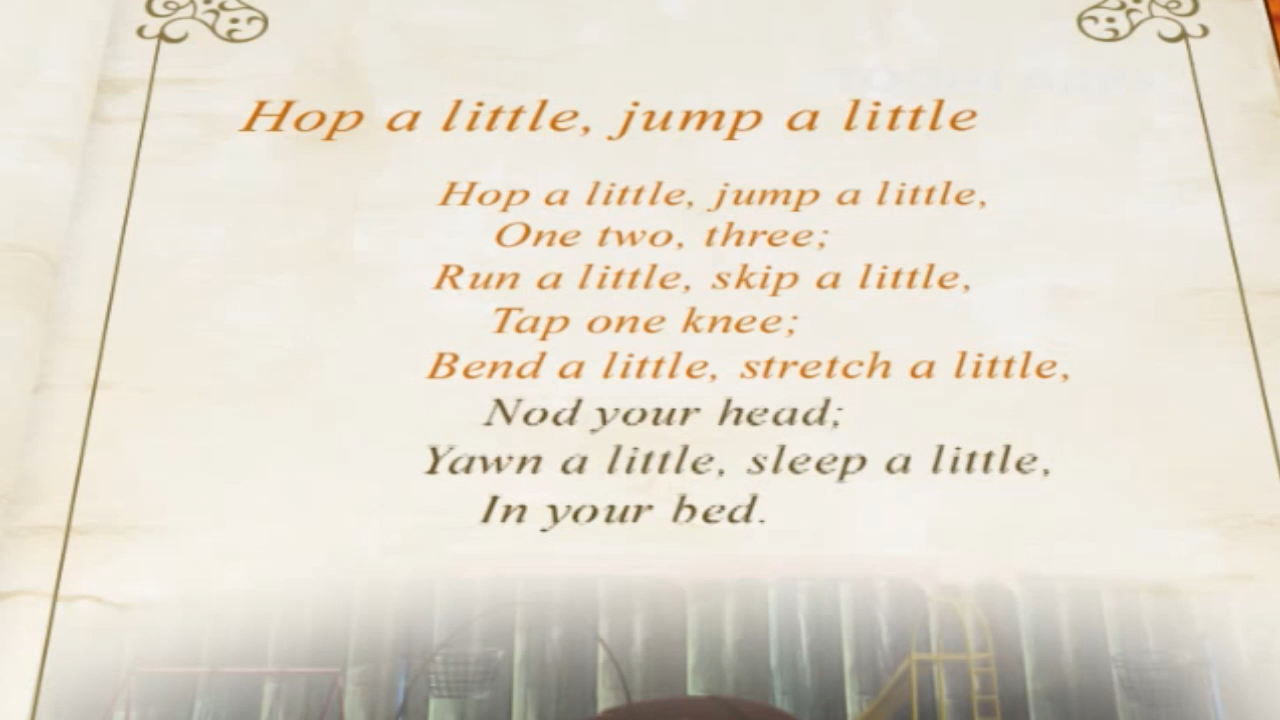 Hop a little, jump a little
Hop a little, jump a little,
One two, three;
Run a little, skip a little,
Tap one knee;
Bend a little, stretch a little,
Nod your head;
Yawn a little, sleep a little,
In your bed.